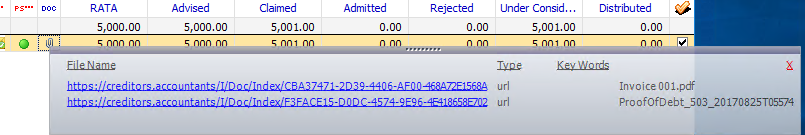 PS*** DOC RATA Advised Claimed Admitted Rejected Under Consid... Distributed
5,000.00 5,001.00 0.00 0.00 5,001.00 0.00
5,000.00 5,000.00 5,001.00 0.00 0.00 5,001.00 0.00
File Name Type Key Words X
https://creditors.accountants/I/Doc/Index/CBA37471-2D39-4406-AF00-468A72E1568A url Invoice 001.pdf
https://creditors.accountants/I/Doc/Index/F3FACE15-D0DC-4574-9E96-4E418658E702 url ProofOfDebt_503_20170825T05574